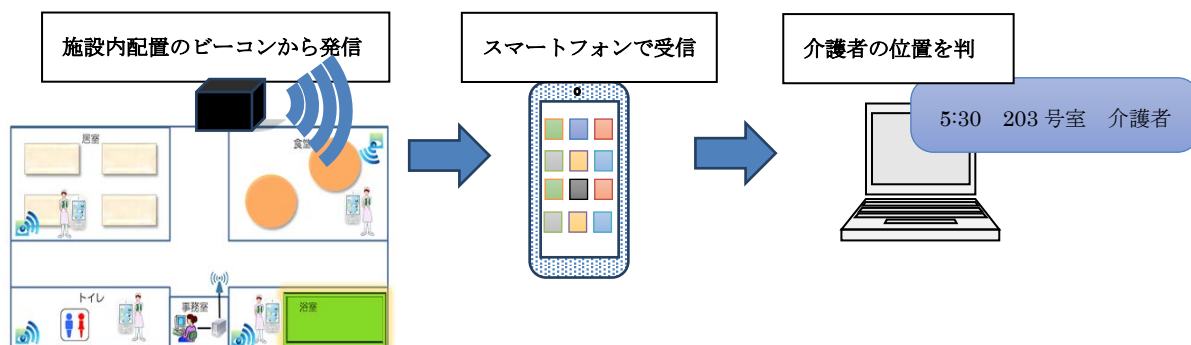 施設内配置のビーコンから発信
スマートフォンで受信
介護者の位置を判
5:30　203 号室　介護者
居室
食堂
トイレ
事務室
浴室